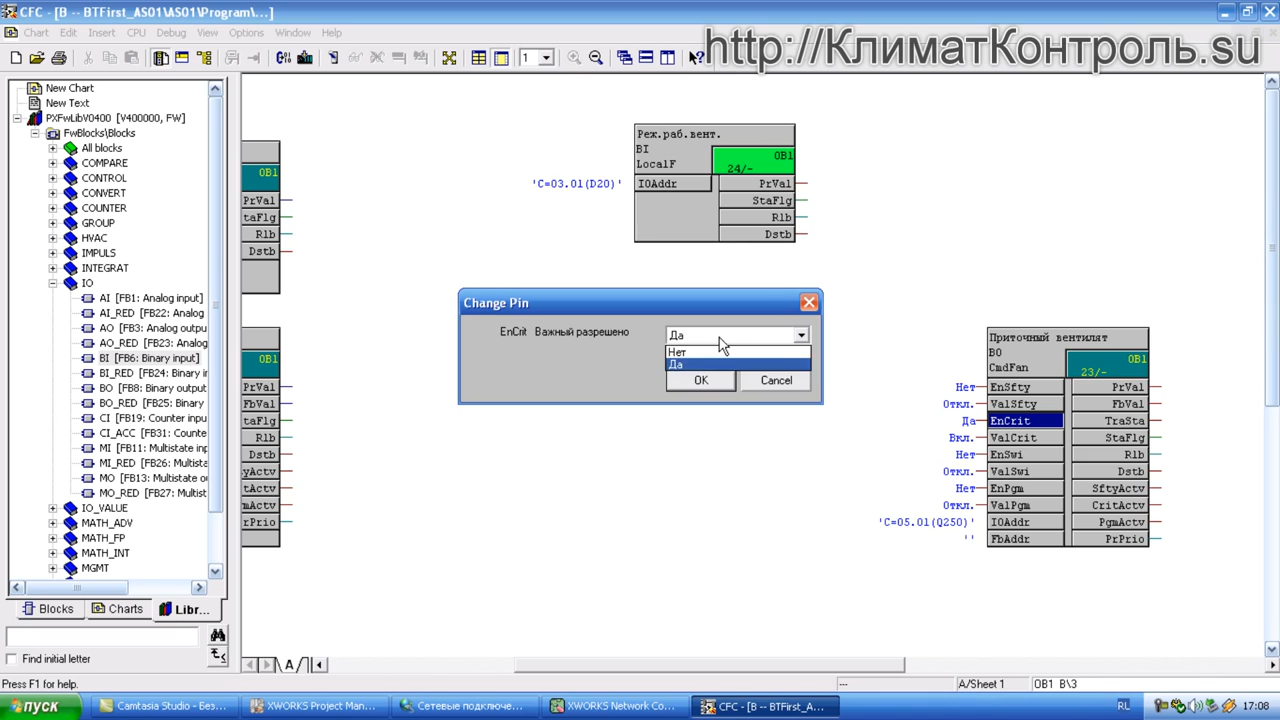 CFC - [B -- BTFirst_AS01\AS01\Program\...]
Chart Edit Insert CPU Debug View Options Window Help
http://КлиматКонтроль.su
1
New Chart
New Text
PXFwLibV0400 [V400000, FW]
FwBlocks\Blocks
All blocks
COMPARE
CONTROL
CONVERT
COUNTER
GROUP
HVAC
IMPULS
INTEGRAT
IO
AI [FB1: Analog input]
AI_RED [FB22: Analog
AO [FB3: Analog outpu
AO_RED [FB23: Analog
BI [FB6: Binary input]
BI_RED [FB24: Binary in
BO [FB8: Binary output
BO_RED [FB25: Binary
CI [FB19: Counter input
CI_ACC [FB31: Counter
MI [FB11: Multistate inp
MI_RED [FB26: Multista
MO [FB13: Multistate ou
MO_RED [FB27: Multist
IO_VALUE
MATH_ADV
MATH_FP
MATH_INT
MGMT
Blocks Charts Libr...
Find initial letter
OB1
PrVal
taFlg
Rlb
Dstb
OB1
PrVal
FbVal
taFlg
Rlb
Dstb
yActv
tActv
mActv
rPrio
Реж.раб.вент.
BI
LocalF
OB1
24/-
'C=03.01(D20)' IOAddr PrVal
StaFlg
Rlb
Dstb
Change Pin
EnCrit Важный разрешено Да
Нет
Да
OK Cancel
Приточный вентилят
BO
CmdFan
OB1
23/-
Нет EnSfty PrVal
Откл. ValSfty FbVal
Да EnCrit TraSta
Вкл. ValCrit StaFlg
Нет EnSwi Rlb
Откл. ValSwi Dstb
Нет EnPgm SftyActv
Откл. ValPgm CritActv
'C=05.01(Q250)' IOAddr PgmActv
'' FbAddr PrPrio
A
Press F1 for help.
--- A/Sheet 1 OB1 B\3
пуск
Camtasia Studio - Без...
XWORKS Project Man...
Сетевые подключе...
XWORKS Network Co...
CFC - [B -- BTFirst_A...
RU 17:08